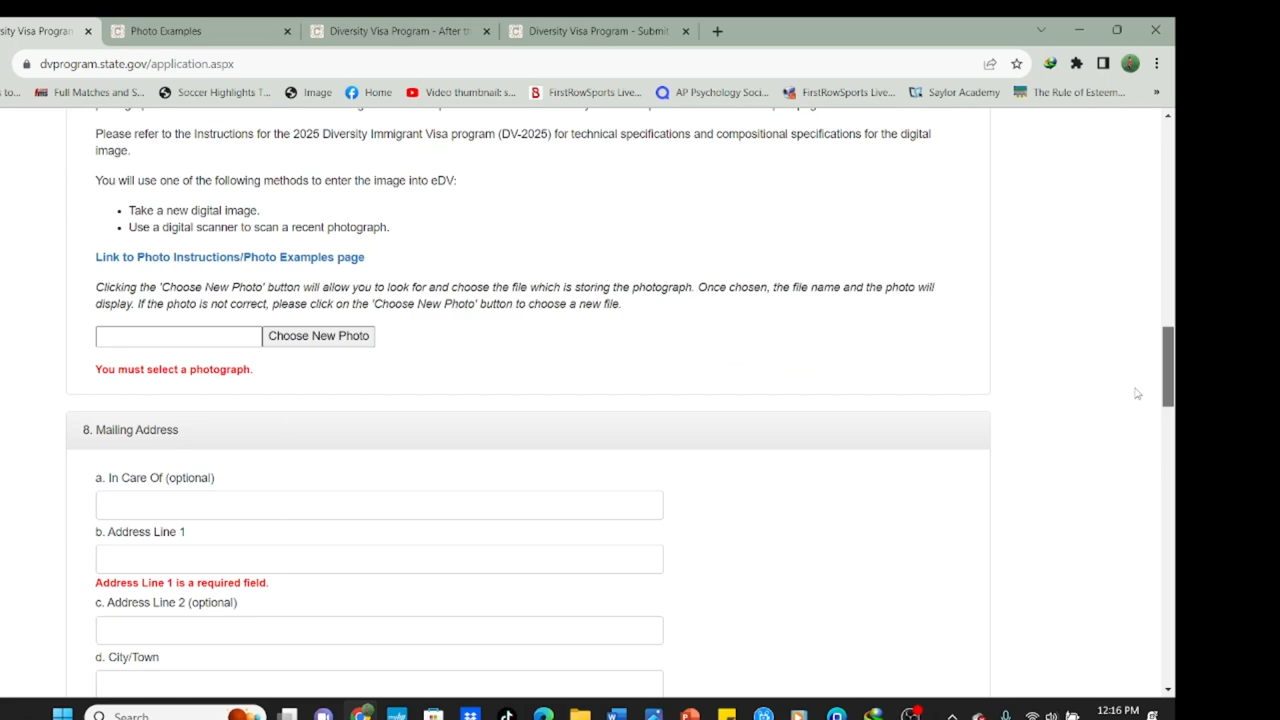 sity Visa Program
Photo Examples
Diversity Visa Program - After th
Diversity Visa Program - Submit
dvprogram.state.gov/application.aspx
s to...
Full Matches and S...
Soccer Highlights T...
Image
Home
Video thumbnail: s...
FirstRowSports Live...
AP Psychology Soci...
FirstRowSports Live...
Saylor Academy
The Rule of Esteem...
»
Please refer to the Instructions for the 2025 Diversity Immigrant Visa program (DV-2025) for technical specifications and compositional specifications for the digital
image.
You will use one of the following methods to enter the image into eDV:
• Take a new digital image.
• Use a digital scanner to scan a recent photograph.
Link to Photo Instructions/Photo Examples page
Clicking the 'Choose New Photo' button will allow you to look for and choose the file which is storing the photograph. Once chosen, the file name and the photo will
display. If the photo is not correct, please click on the 'Choose New Photo' button to choose a new file.
Choose New Photo
You must select a photograph.
8. Mailing Address
a. In Care Of (optional)
b. Address Line 1
Address Line 1 is a required field.
c. Address Line 2 (optional)
d. City/Town
Search
12:16 PM